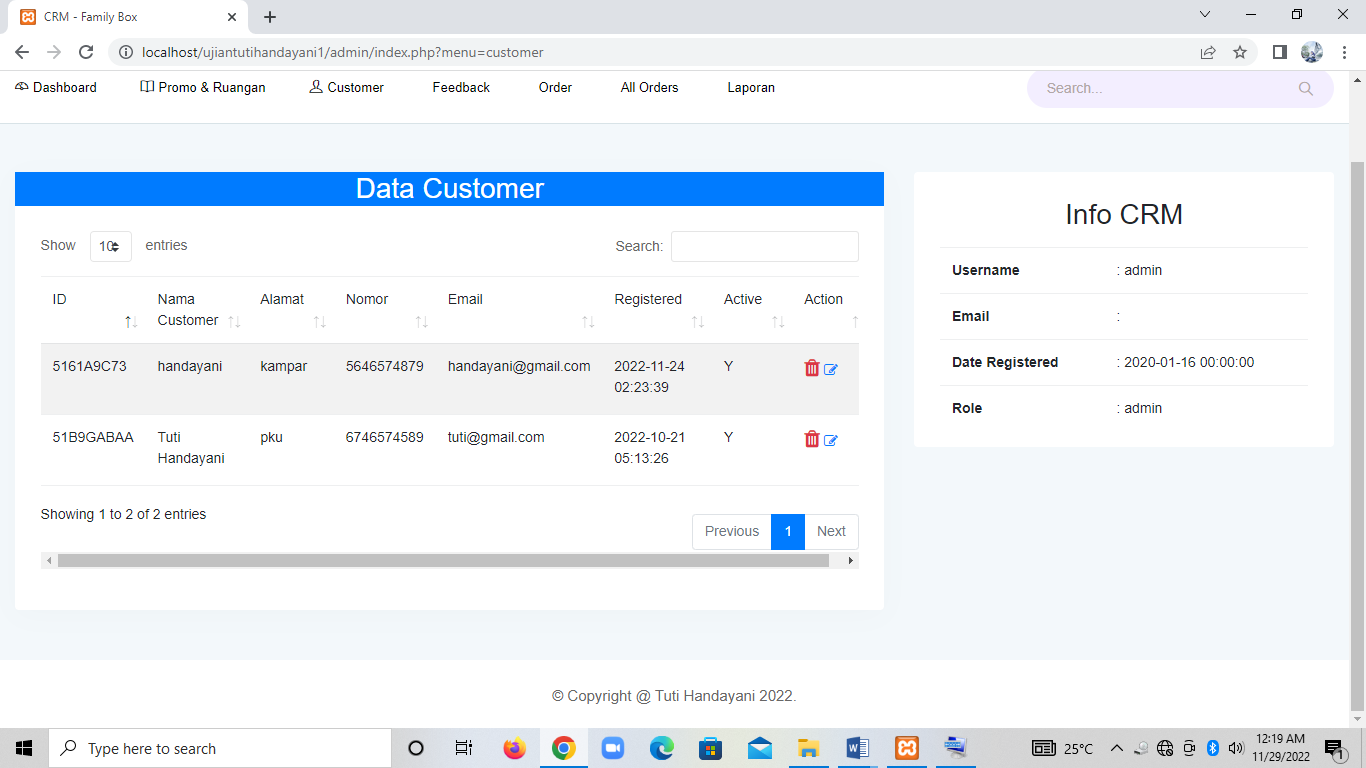 CRM - Family Box
localhost/ujiantutihandayani1/admin/index.php?menu=customer
Dashboard Promo & Ruangan Customer Feedback Order All Orders Laporan Search...
Data Customer
Show 10 entries Search:
ID Nama Customer Alamat Nomor Email Registered Active Action
5161A9C73 handayani kampar 5646574879 handayani@gmail.com 2022-11-24 02:23:39 Y
51B9GABAA Tuti Handayani pku 6746574589 tuti@gmail.com 2022-10-21 05:13:26 Y
Showing 1 to 2 of 2 entries
Previous 1 Next
Info CRM
Username : admin
Email :
Date Registered : 2020-01-16 00:00:00
Role : admin
© Copyright @ Tuti Handayani 2022.
Type here to search
25°C
12:19 AM
11/29/2022
1